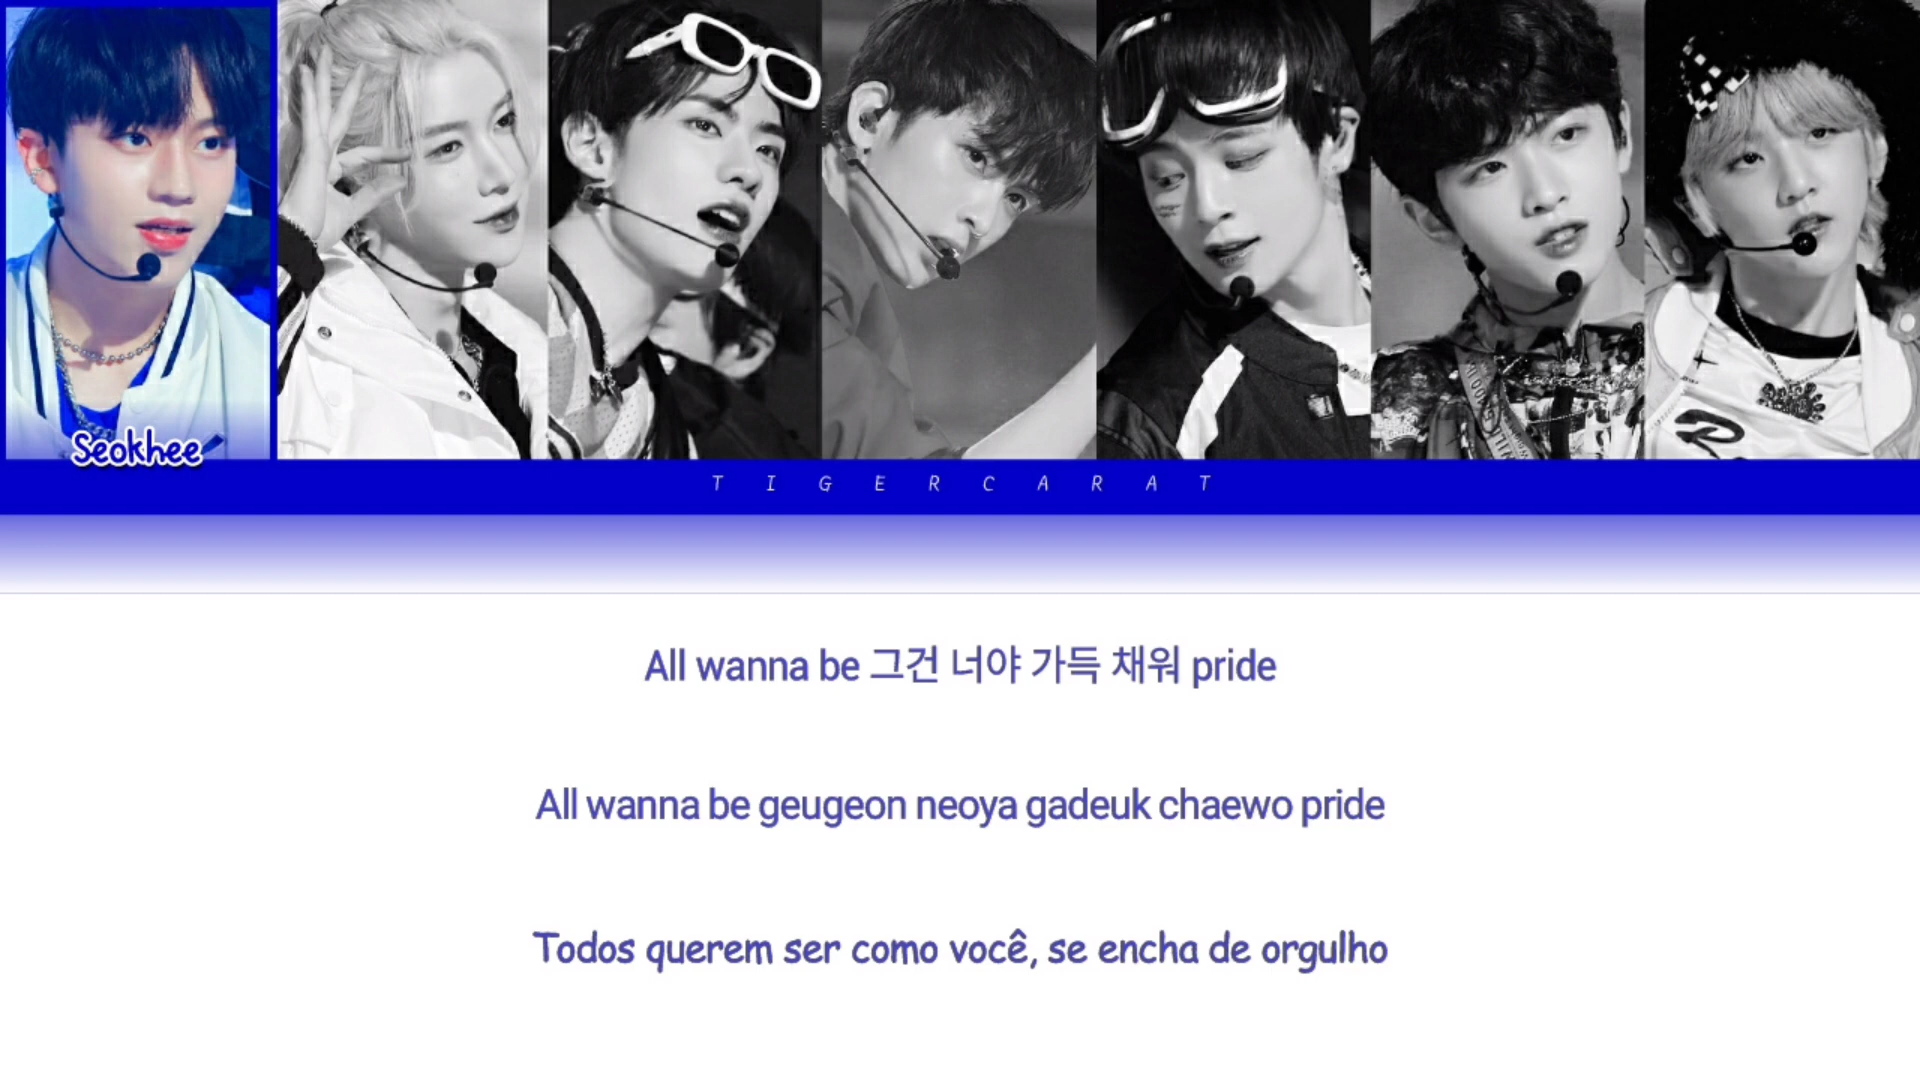 Seokhee
TIGERCARAT
All wanna be 그건 너야 가득 채워 pride
All wanna be geugeon neoya gadeuk chaewo pride
Todos querem ser como você, se encha de orgulho